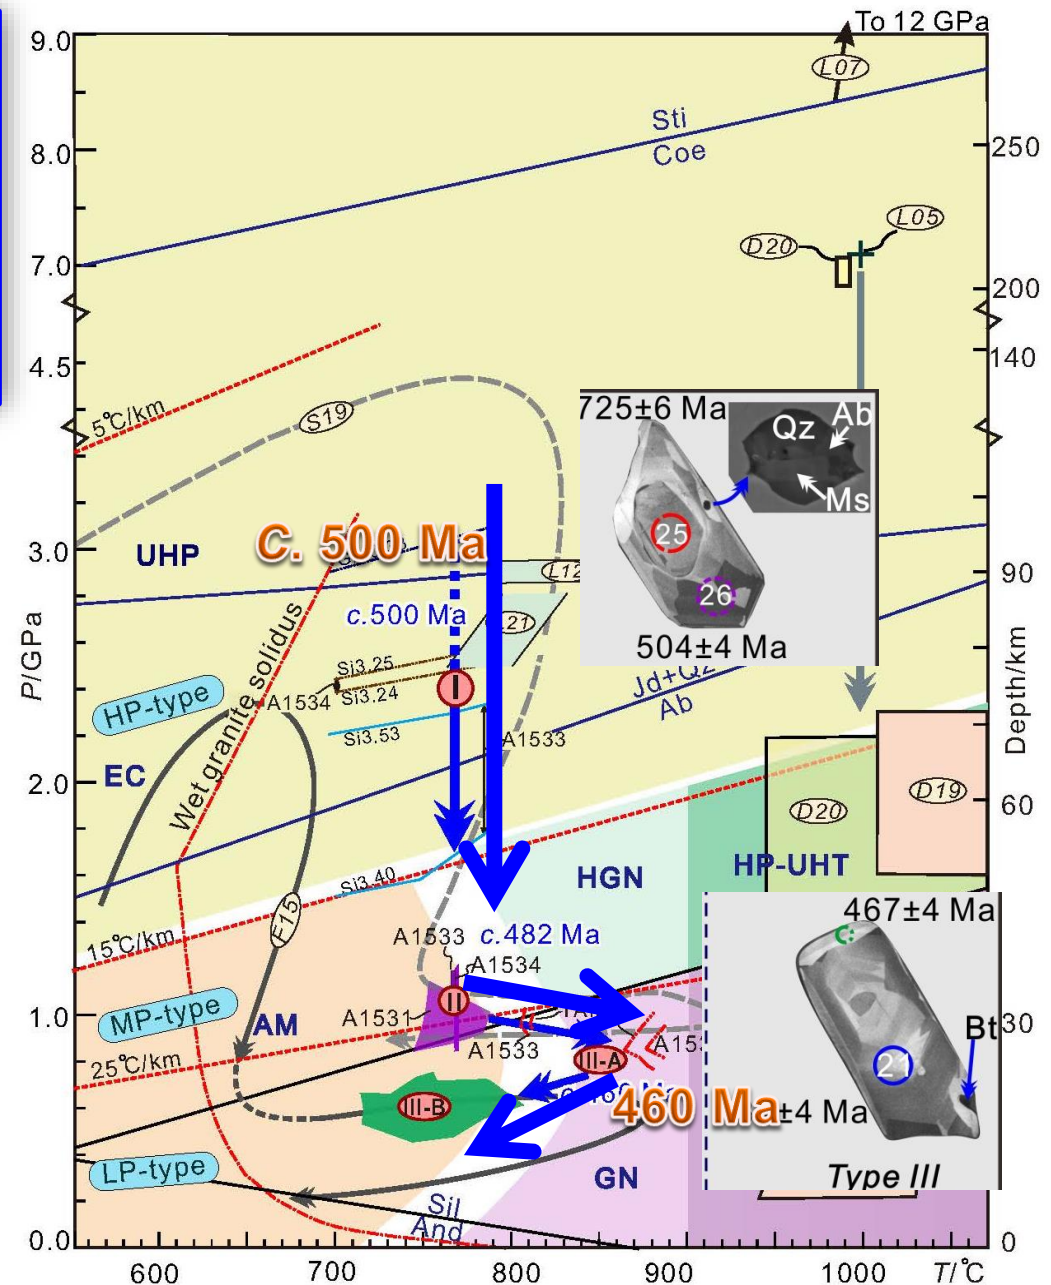 To 12 GPa
9.0
L07
Sti
Coe
8.0
250
L05
D20
7.0
200
140
4.5
5℃/km
S19
725±6 Ma
Qz
Ab
Ms
25
26
504±4 Ma
C. 500 Ma
3.0
UHP
L12
90
c.500 Ma
L21
P/GPa
Wet granite solidus
Si3.25
Si3.24
A1534
I
Jd+Qz
Ab
HP-type
Si3.53
A1533
Depth/km
EC
2.0
60
D20
D19
HGN
HP-UHT
Si3.40
F15
467±4 Ma
15℃/km
A1533
c.482 Ma
A1534
MP-type
II
1.0
AM
A1531
A1533
30
Bt
25℃/km
III-A
21
III-B
460 Ma
±4 Ma
LP-type
GN
Type III
Sil
And
0.0
0
600
700
800
900
1000
T/℃